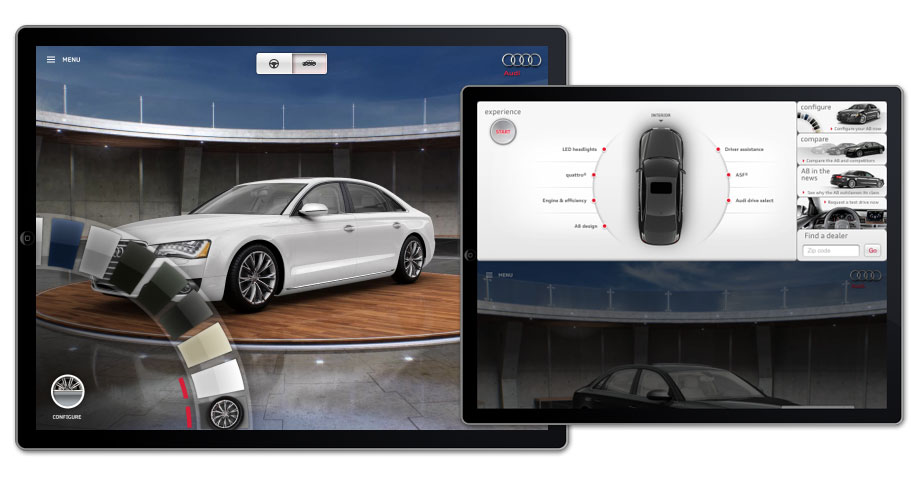 MENU
Audi
CONFIGURE
experience
START
INTERIOR
LED headlights
quattro®
Engine & efficiency
A8 design
Driver assistance
ASF®
Audi drive select
configure
Configure your A8 now
compare
Compare the A8 and competitors
A8 in the
news
See why the A8 outclasses its class
Request a test drive now
Find a dealer
Zip code
Go
MENU
Audi